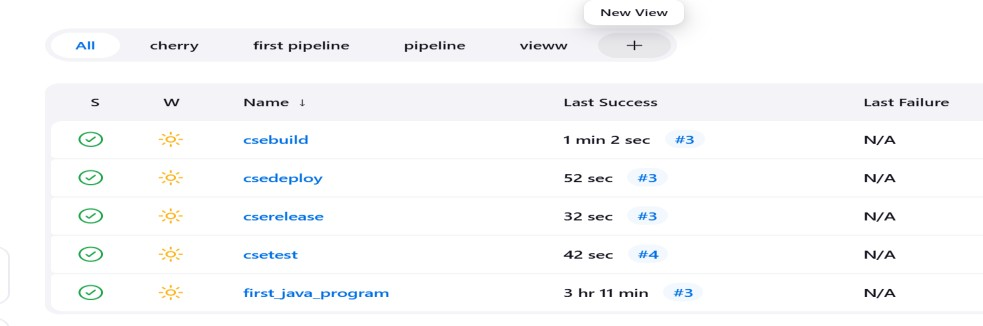 New View
All cherry first pipeline pipeline vieww +
S W Name ↓ Last Success Last Failure
csebuild 1 min 2 sec #3 N/A
csedeploy 52 sec #3 N/A
cserelease 32 sec #3 N/A
csetest 42 sec #4 N/A
first_java_program 3 hr 11 min #3 N/A